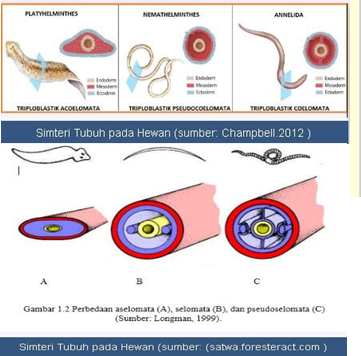 PLATYHELMINTHES
NEMATHELMINTHES
ANNELIDA
Endoderm
Mesoderm
Ectoderm
Endoderm
Mesoderm
Ectoderm
Endoderm
Mesoderm
Ectoderm
TRIPLOBLASTIK ACOELOMATA
TRIPLOBLASTIK PSEUDOCOELOMATA
TRIPLOBLASTIK COELOMATA
Simteri Tubuh pada Hewan (sumber: Champbell.2012 )
A
B
C
Gambar 1.2 Perbedaan aselomata (A), selomata (B), dan pseudoselomata (C)
(Sumber: Longman, 1999).
Simteri Tubuh pada Hewan (sumber: (satwa.foresteract.com )